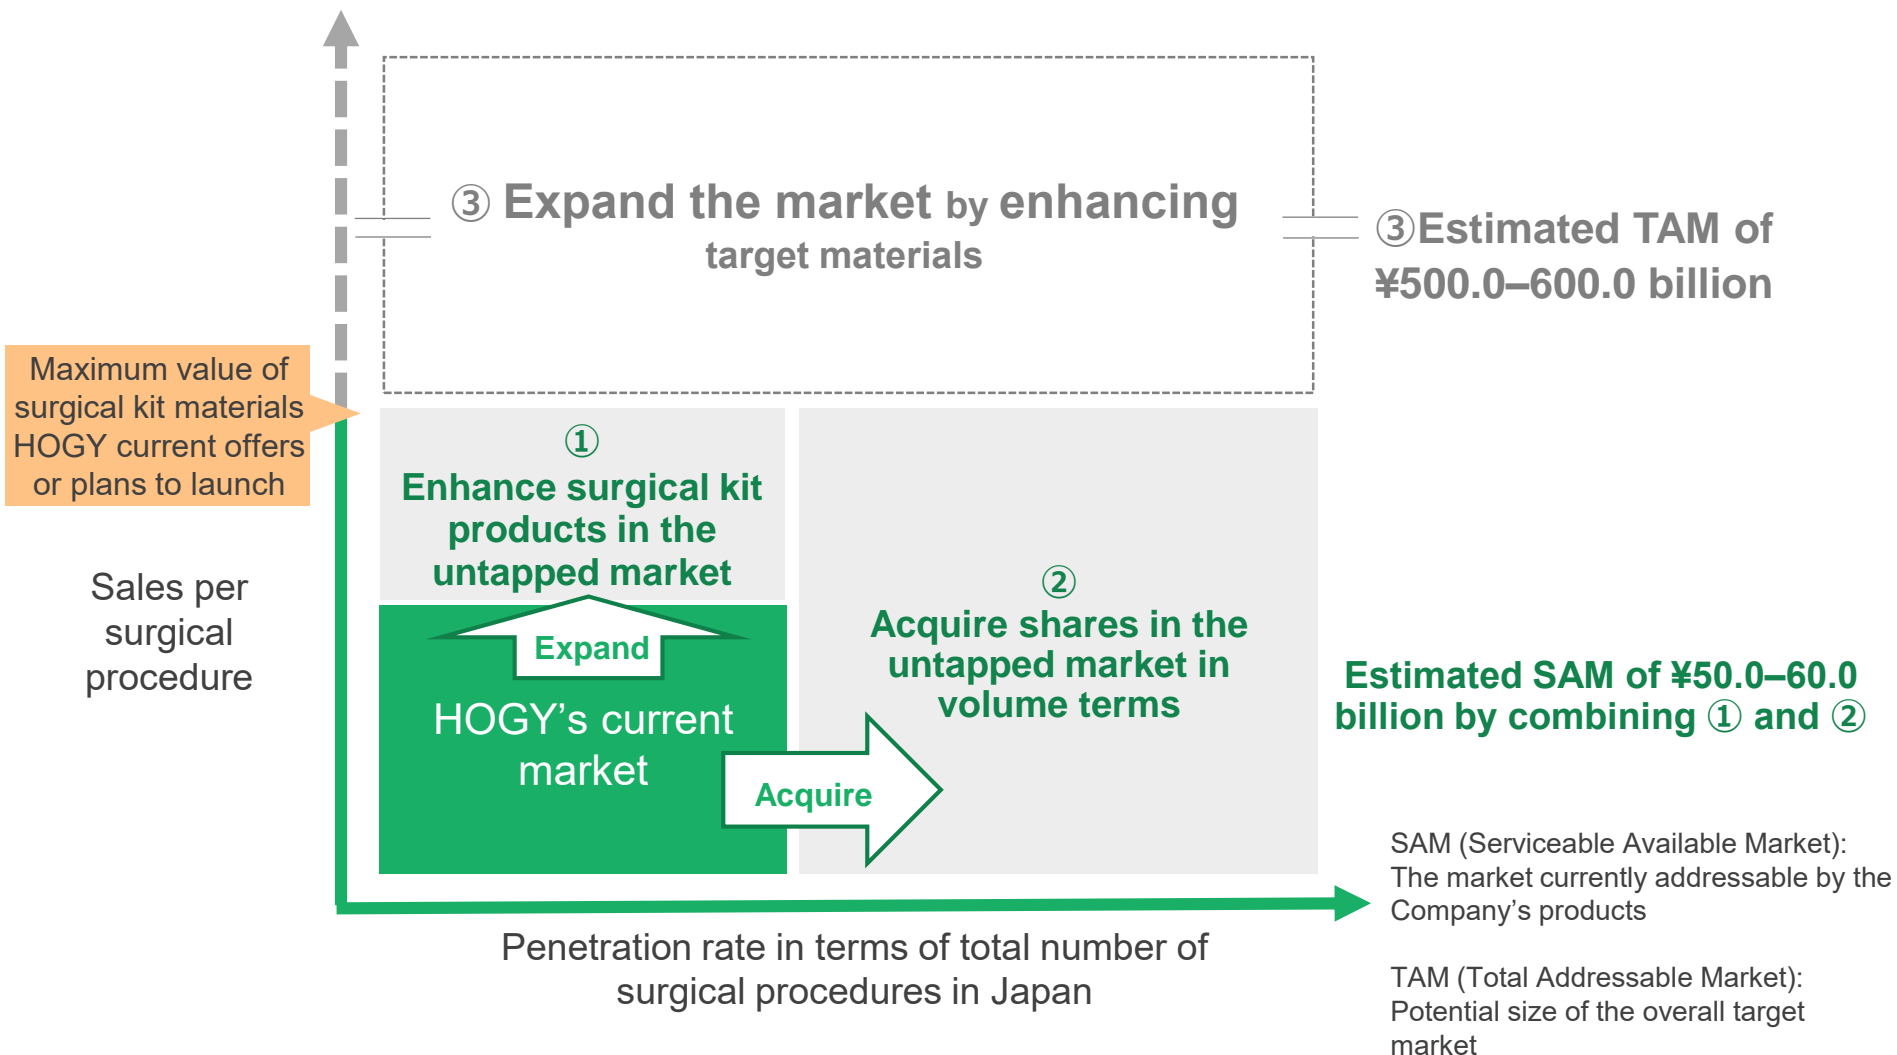 ③ Expand the market by enhancing
target materials
③Estimated TAM of
¥500.0–600.0 billion
Maximum value of
surgical kit materials
HOGY current offers
or plans to launch
①
Enhance surgical kit
products in the
untapped market
Sales per
surgical
procedure
Expand
HOGY’s current
market
②
Acquire shares in the
untapped market in
volume terms
Acquire
Estimated SAM of ¥50.0–60.0
billion by combining ① and ②
Penetration rate in terms of total number of
surgical procedures in Japan
SAM (Serviceable Available Market):
The market currently addressable by the
Company’s products
TAM (Total Addressable Market):
Potential size of the overall target
market